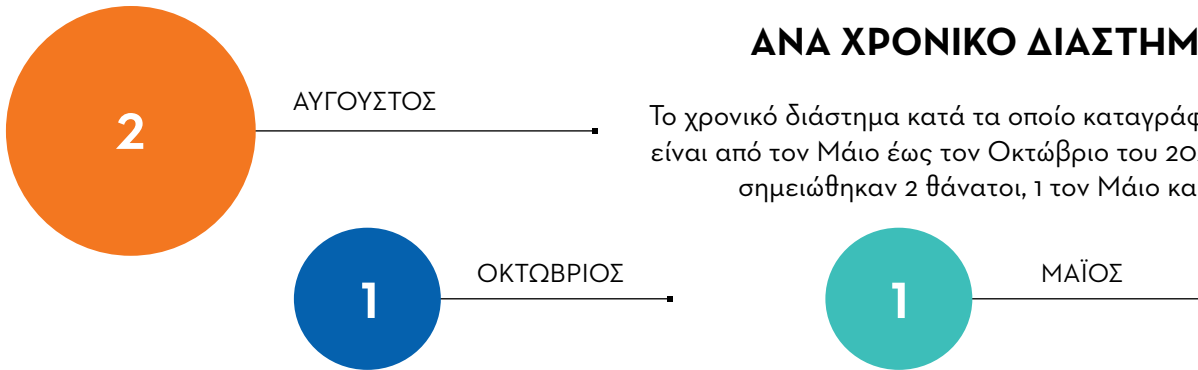 ΑΝΑ ΧΡΟΝΙΚΟ ΔΙΑΣΤΗΜ
2
ΑΥΓΟΥΣΤΟΣ
Το χρονικό διάστημα κατά τα οποίο καταγράφ
είναι από τον Μάιο έως τον Οκτώβριο του 20
σημειώθηκαν 2 θάνατοι, 1 τον Μάιο κα
1
ΟΚΤΩΒΡΙΟΣ
1
ΜΑΪΟΣ